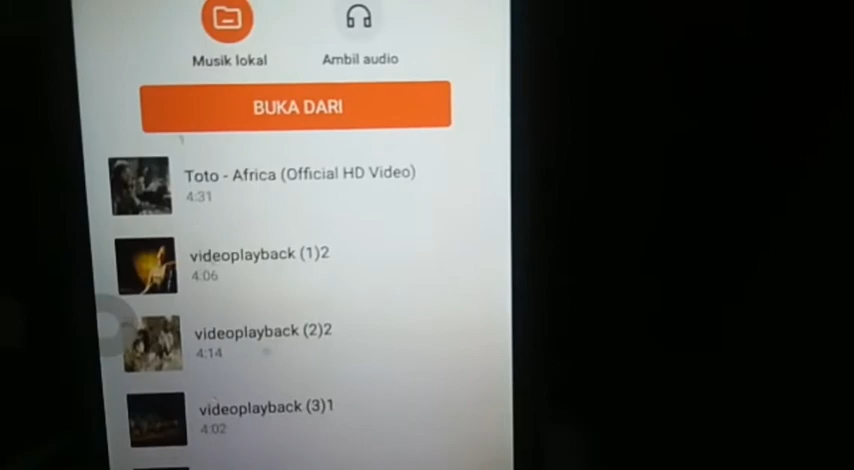 Musik lokal
Ambil audio
BUKA DARI
Toto - Africa (Official HD Video)
4:31
videoplayback (1)2
4:06
videoplayback (2)2
4:14
videoplayback (3)1
4:02